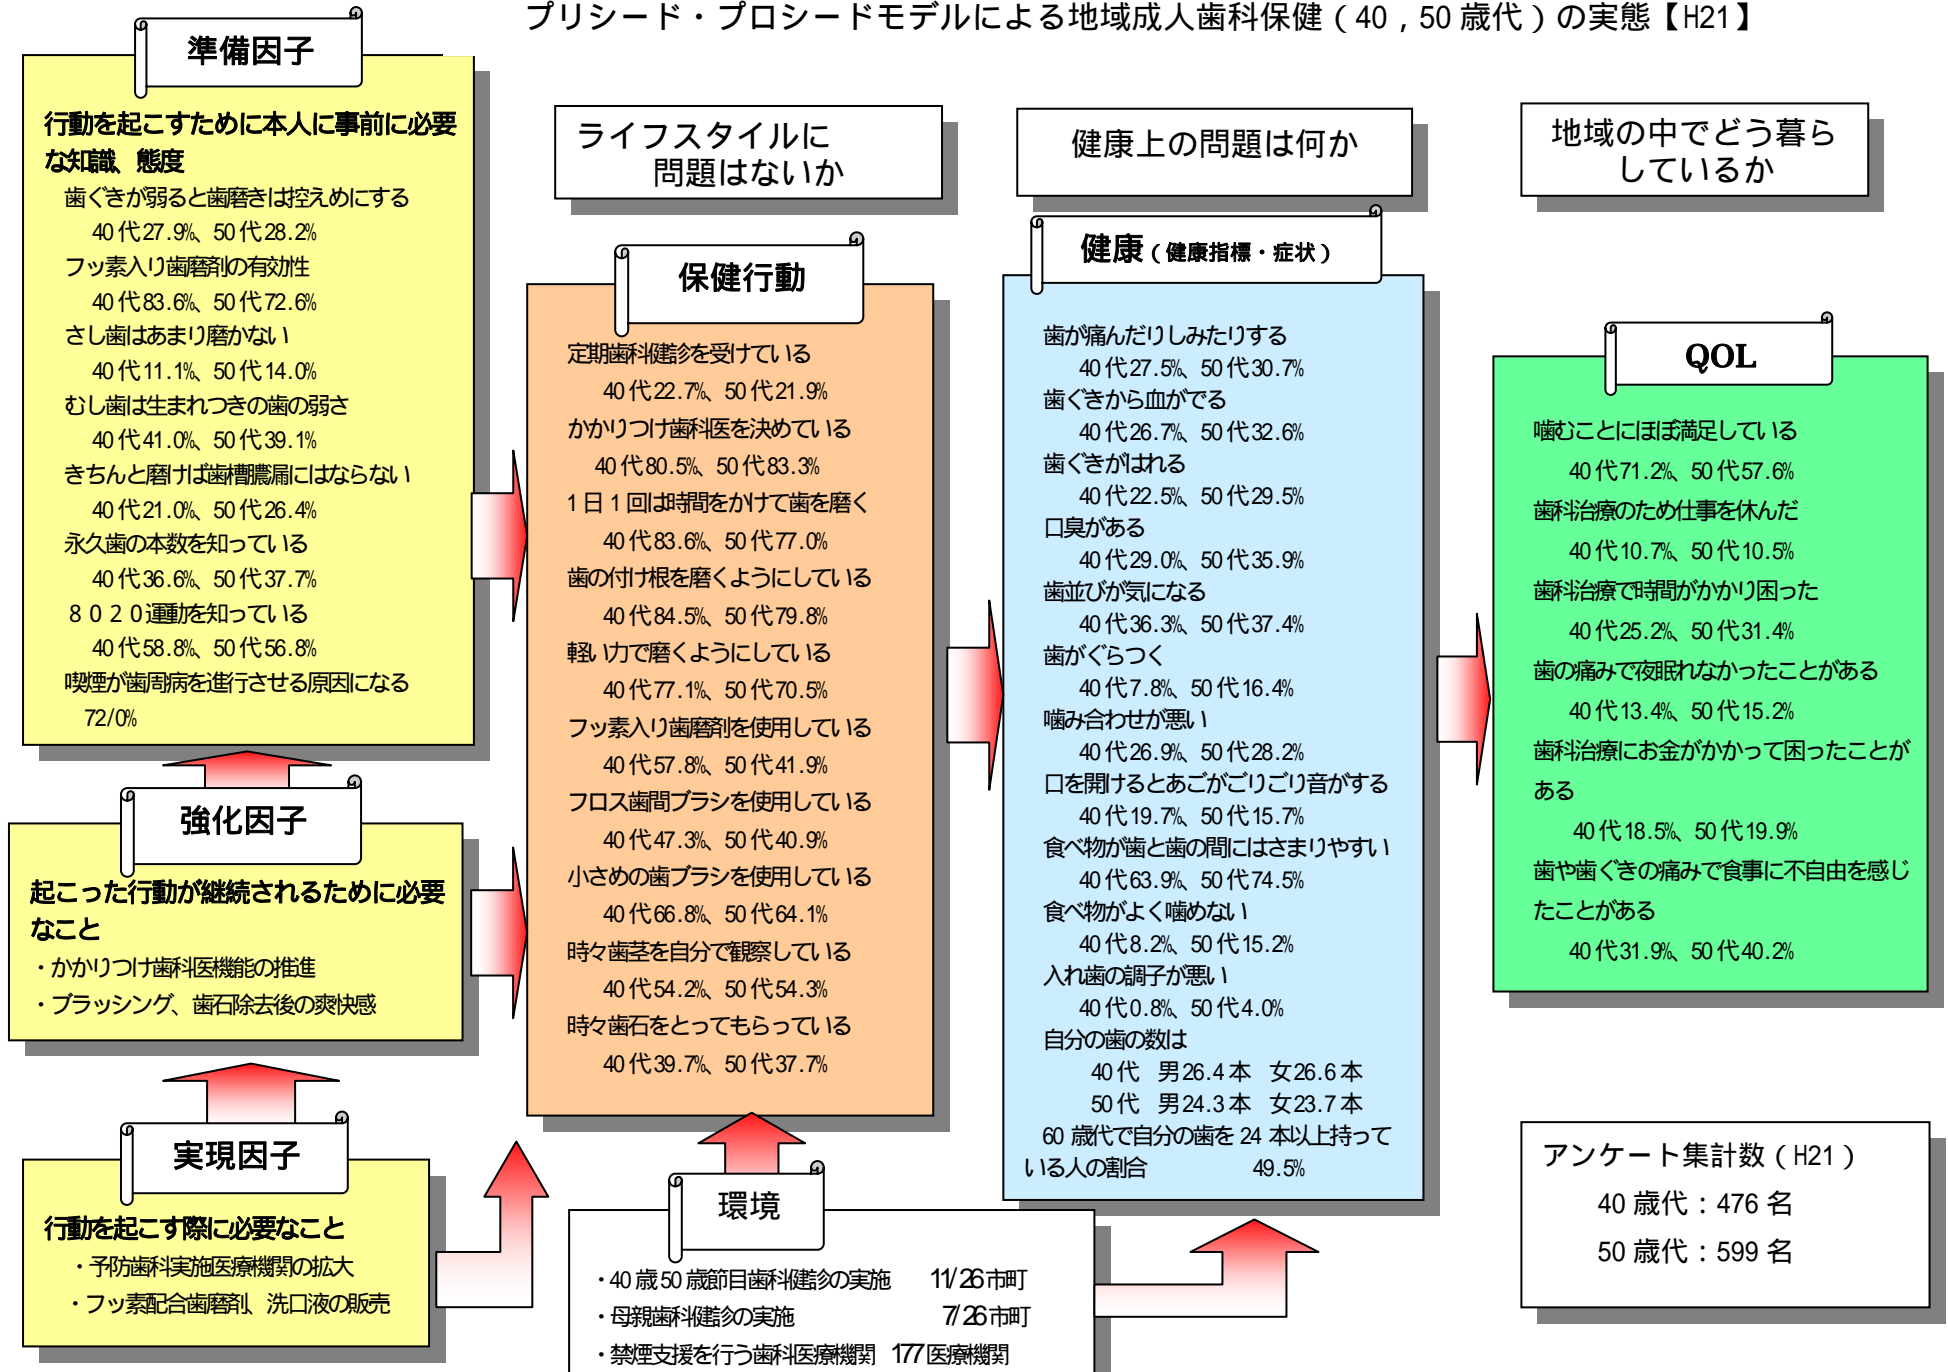 プリシード・プロシードモデルによる地域成人歯科保健(40,50歳代)の実態【H21】
準備因子
行動を起こすために本人に事前に必要
な知識、態度
歯ぐきが弱ると歯磨きは控えめにする
40代27.9%、50代28.2%
フッ素入り歯磨剤の有効性
40代83.6%、50代72.6%
さし歯はあまり磨かない
40代11.1%、50代14.0%
むし歯は生まれつきの歯の弱さ
40代41.0%、50代39.1%
きちんと磨けば歯槽膿漏にはならない
40代21.0%、50代26.4%
永久歯の本数を知っている
40代36.6%、50代37.7%
8020運動を知っている
40代58.8%、50代56.8%
喫煙が歯周病を進行させる原因になる
72/0%
強化因子
起こった行動が継続されるために必要
なこと
・かかりつけ歯科医機能の推進
・ブラッシング、歯石除去後の爽快感
実現因子
行動を起こす際に必要なこと
・予防歯科実施医療機関の拡大
・フッ素配合歯磨剤、洗口液の販売
ライフスタイルに
問題はないか
保健行動
定期歯科健診を受けている
40代22.7%、50代21.9%
かかりつけ歯科医を決めている
40代80.5%、50代83.3%
1日1回は時間をかけて歯を磨く
40代83.6%、50代77.0%
歯の付け根を磨くようにしている
40代84.5%、50代79.8%
軽い力で磨くようにしている
40代77.1%、50代70.5%
フッ素入り歯磨剤を使用している
40代57.8%、50代41.9%
フロス歯間ブラシを使用している
40代47.3%、50代40.9%
小さめの歯ブラシを使用している
40代66.8%、50代64.1%
時々歯茎を自分で観察している
40代54.2%、50代54.3%
時々歯石をとってもらっている
40代39.7%、50代37.7%
環境
・40歳50歳節目歯科健診の実施 11/26市町
・母親歯科健診の実施 7/26市町
・禁煙支援を行う歯科医療機関 177医療機関
健康上の問題は何か
健康(健康指標・症状)
歯が痛んだりしみたりする
40代27.5%、50代30.7%
歯ぐきから血がでる
40代26.7%、50代32.6%
歯ぐきがはれる
40代22.5%、50代29.5%
口臭がある
40代29.0%、50代35.9%
歯並びが気になる
40代36.3%、50代37.4%
歯がぐらつく
40代7.8%、50代16.4%
噛み合わせが悪い
40代26.9%、50代28.2%
口を開けるとあごがごりごり音がする
40代19.7%、50代15.7%
食べ物が歯と歯の間にはさまりやすい
40代63.9%、50代74.5%
食べ物がよく噛めない
40代8.2%、50代15.2%
入れ歯の調子が悪い
40代0.8%、50代4.0%
自分の歯の数は
40代 男26.4本 女26.6本
50代 男24.3本 女23.7本
60歳代で自分の歯を24本以上持って
いる人の割合 49.5%
地域の中でどう暮ら
しているか
QOL
噛むことにほぼ満足している
40代71.2%、50代57.6%
歯科治療のため仕事を休んだ
40代10.7%、50代10.5%
歯科治療で時間がかかり困った
40代25.2%、50代31.4%
歯の痛みで夜眠れなかったことがある
40代13.4%、50代15.2%
歯科治療にお金がかかって困ったことが
ある
40代18.5%、50代19.9%
歯や歯ぐきの痛みで食事に不自由を感じ
たことがある
40代31.9%、50代40.2%
アンケート集計数(H21)
40歳代:476名
50歳代:599名